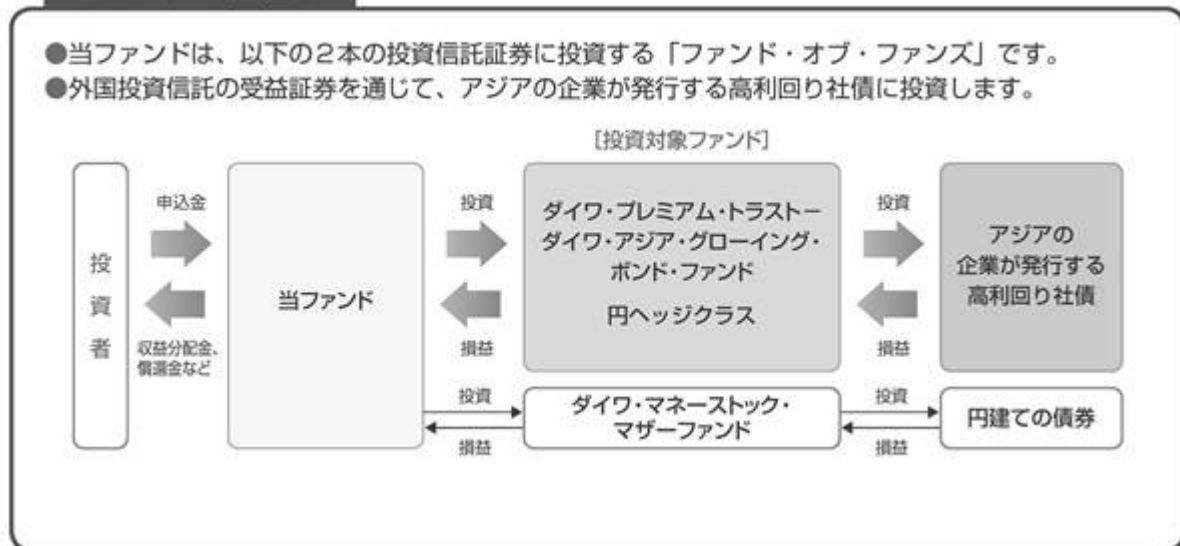 ●当ファンドは、以下の2本の投資信託証券に投資する「ファンド・オブ・ファンズ」です。
●外国投資信託の受益証券を通じて、アジアの企業が発行する高利回り社債に投資します。
[投資対象ファンド]
投資者
申込金
収益分配金、
償還金など
当ファンド
投資
損益
ダイワ・プレミアム・トラスト－
ダイワ・アジア・グローイング・
ボンド・ファンド
円ヘッジクラス
投資
損益
アジアの
企業が発行する
高利回り社債
投資
損益
ダイワ・マネーストック・
マザーファンド
投資
損益
円建ての債券